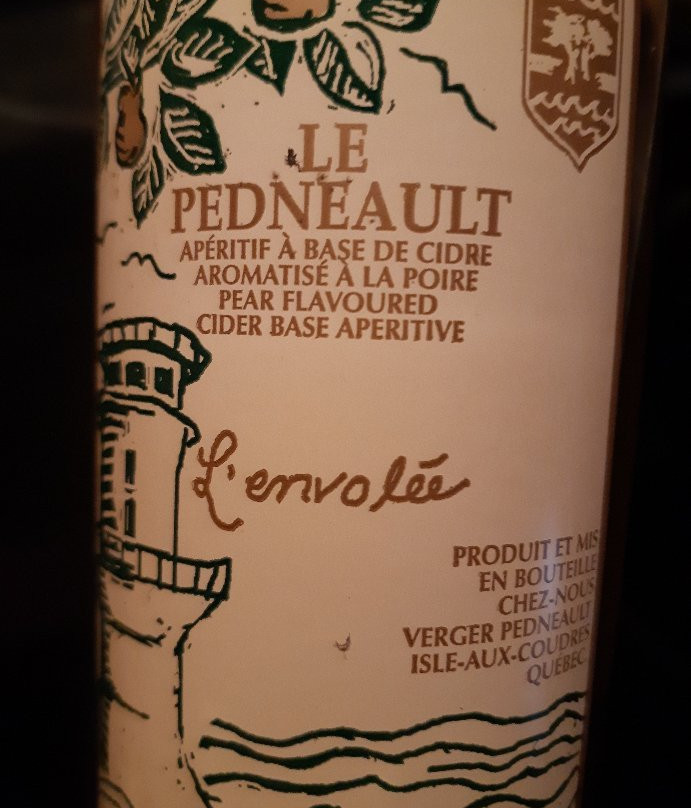 LE
PEDNEAULT
APÉRITIF À BASE DE CIDRE
AROMATISÉ À LA POIRE
PEAR FLAVOURED
CIDER BASE APERITIVE
L'envolée
PRODUIT ET MIS
EN BOUTEILLE
CHEZ-NOUS
VERGER PEDNEAULT
ISLE-AUX-COUDRES
QUÉBEC